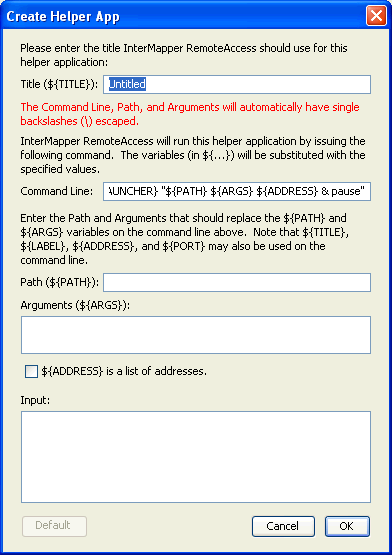 Create Helper App
Please enter the title InterMapper RemoteAccess should use for this
helper application:
Title (${TITLE}): Untitled
The Command Line, Path, and Arguments will automatically have single
backslashes (\) escaped.
InterMapper RemoteAccess will run this helper application by issuing the
following command.  The variables (in ${...}) will be substituted with the
specified values.
Command Line: \UNCHER} "${PATH} ${ARGS} ${ADDRESS} & pause"
Enter the Path and Arguments that should replace the ${PATH} and
${ARGS} variables on the command line above.  Note that ${TITLE},
${LABEL}, ${ADDRESS}, and ${PORT} may also be used on the
command line.
Path (${PATH}):
Arguments (${ARGS}):
${ADDRESS} is a list of addresses.
Input:
Default Cancel OK